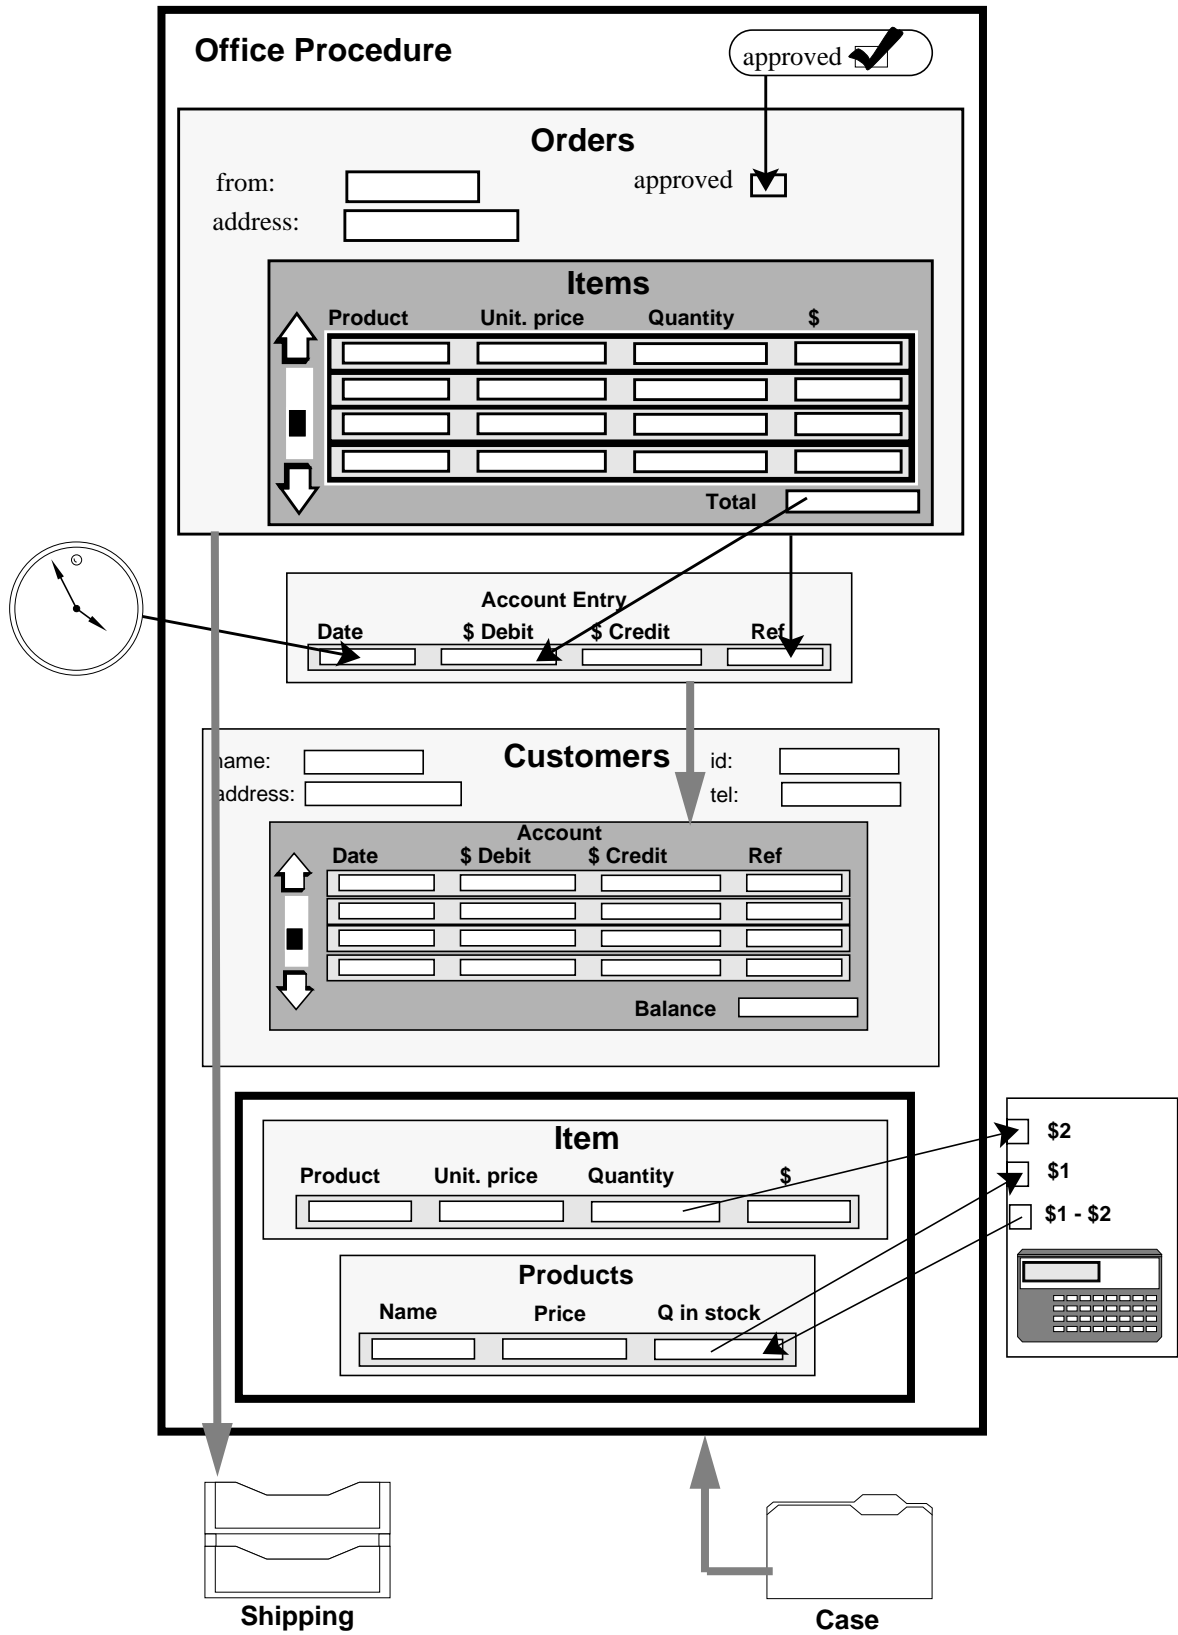 Office Procedure
approved
Orders
from:
approved
address:
Items
Product Unit. price Quantity $
Total
Account Entry
Date $ Debit $ Credit Ref
name: Customers id:
address: tel:
Account
Date $ Debit $ Credit Ref
Balance
Item
Product Unit. price Quantity $
Products
Name Price Q in stock
$2
$1
$1 - $2
Shipping
Case